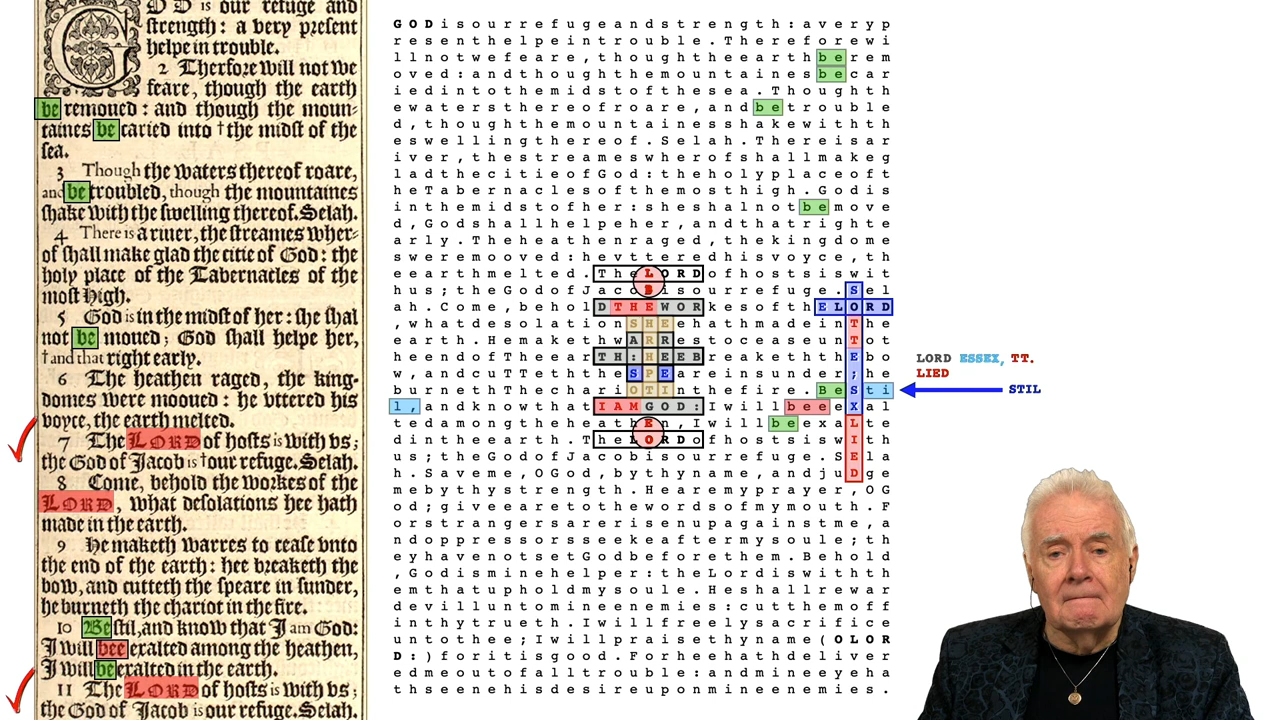 GOD is our refuge and
strength: a very present
helpe in trouble.
2 Therfore will not we
feare, though the earth
be remoued: and though the moun-
taines be caried into † the midst of the
sea.
3 Though the waters thereof roare,
and be troubled, though the mountaines
shake with the swelling thereof. Selah.
4 There is a riuer, the streames wher-
of shall make glad the citie of God: the
holy place of the Tabernacles of the
most High.
5 God is in the midst of her: she shal
not be moued; God shall helpe her,
† and that right early.
6 The heathen raged, the king-
domes were mooued: he vttered his
voyce, the earth melted.
7 The LORD of hosts is with vs;
the God of Jacob is † our refuge. Selah.
8 Come, behold the workes of the
LORD, what desolations hee hath
made in the earth.
9 He maketh warres to cease vnto
the end of the earth: hee breaketh the
bow, and cutteth the speare in sunder,
he burneth the chariot in the fire.
10 Be stil, and know that I am God:
I will bee exalted among the heathen,
I will be exalted in the earth.
11 The LORD of hosts is with vs;
the God of Jacob is our refuge. Selah.
GODisourrefugeandstrength:averyp
resenthelpeintrouble.Thereforewi
llnotwefeare,thoughtheearthberem
oved:andthoughthemountainesbecar
iedintothemidstofthesea.Thoughth
ewatersthereofroare,andbetrouble
d,thoughthemountainesshakewithth
eswellingthereof.Selah.Thereisar
iver,thestreameswherofshallmakeg
ladthecitieofGod:theholyplaceoft
heTabernaclesofthemosthigh.Godis
inthemidstofher:sheshalnotbemove
d,Godshallhelpeher,andthatrighte
arly.Theheathenraged,thekingdome
sweremooved:hevtteredhisvoyce,th
eearthmelted.TheLORDofhostsiswit
hus;theGodofJacoBisourrefuge.Sel
ah.Come,beholDTHEWORkesofthELORD
,whatdesolationSHEehathmadeinThe
earth.HemakethwARRestoceaseunTot
heendofTheearTH:HEEBreakeththEbo
w,andcuTTeththeSPEareinsunder;he
burnethThechariOTInthefire.BeSti
l,andknowthatIAMGOD:IwillbeeeXal
tedamongtheheathEn,IwillbeexaLte
dintheearth.TheLORDofhostsiswIth
us;theGodofJacobisourrefuge.SEla
h.Saveme,OGod,bythyname,andjuDge
mebythystrength.Hearemyprayer,OG
od;giveearetothewordsofmymouth.F
orstrangersarerisenupagainstme,a
ndoppressorsseekeaftermysoule;th
eyhavenotsetGodbeforethem.Behold
,Godisminehelper:theLordiswithth
emthatupholdmysoule.Heshallrewar
devilluntomineenemies:cutthemoff
inthytrueth.Iwillfreelysacrifice
untothee;Iwillpraisethyname(OLOR
D:)foritisgood.Forheehathdeliver
edmeoutofalltrouble:andmineeyeha
thseenehisdesireuponmineenemies.
LORD ESSEX, TT.
LIED
STIL